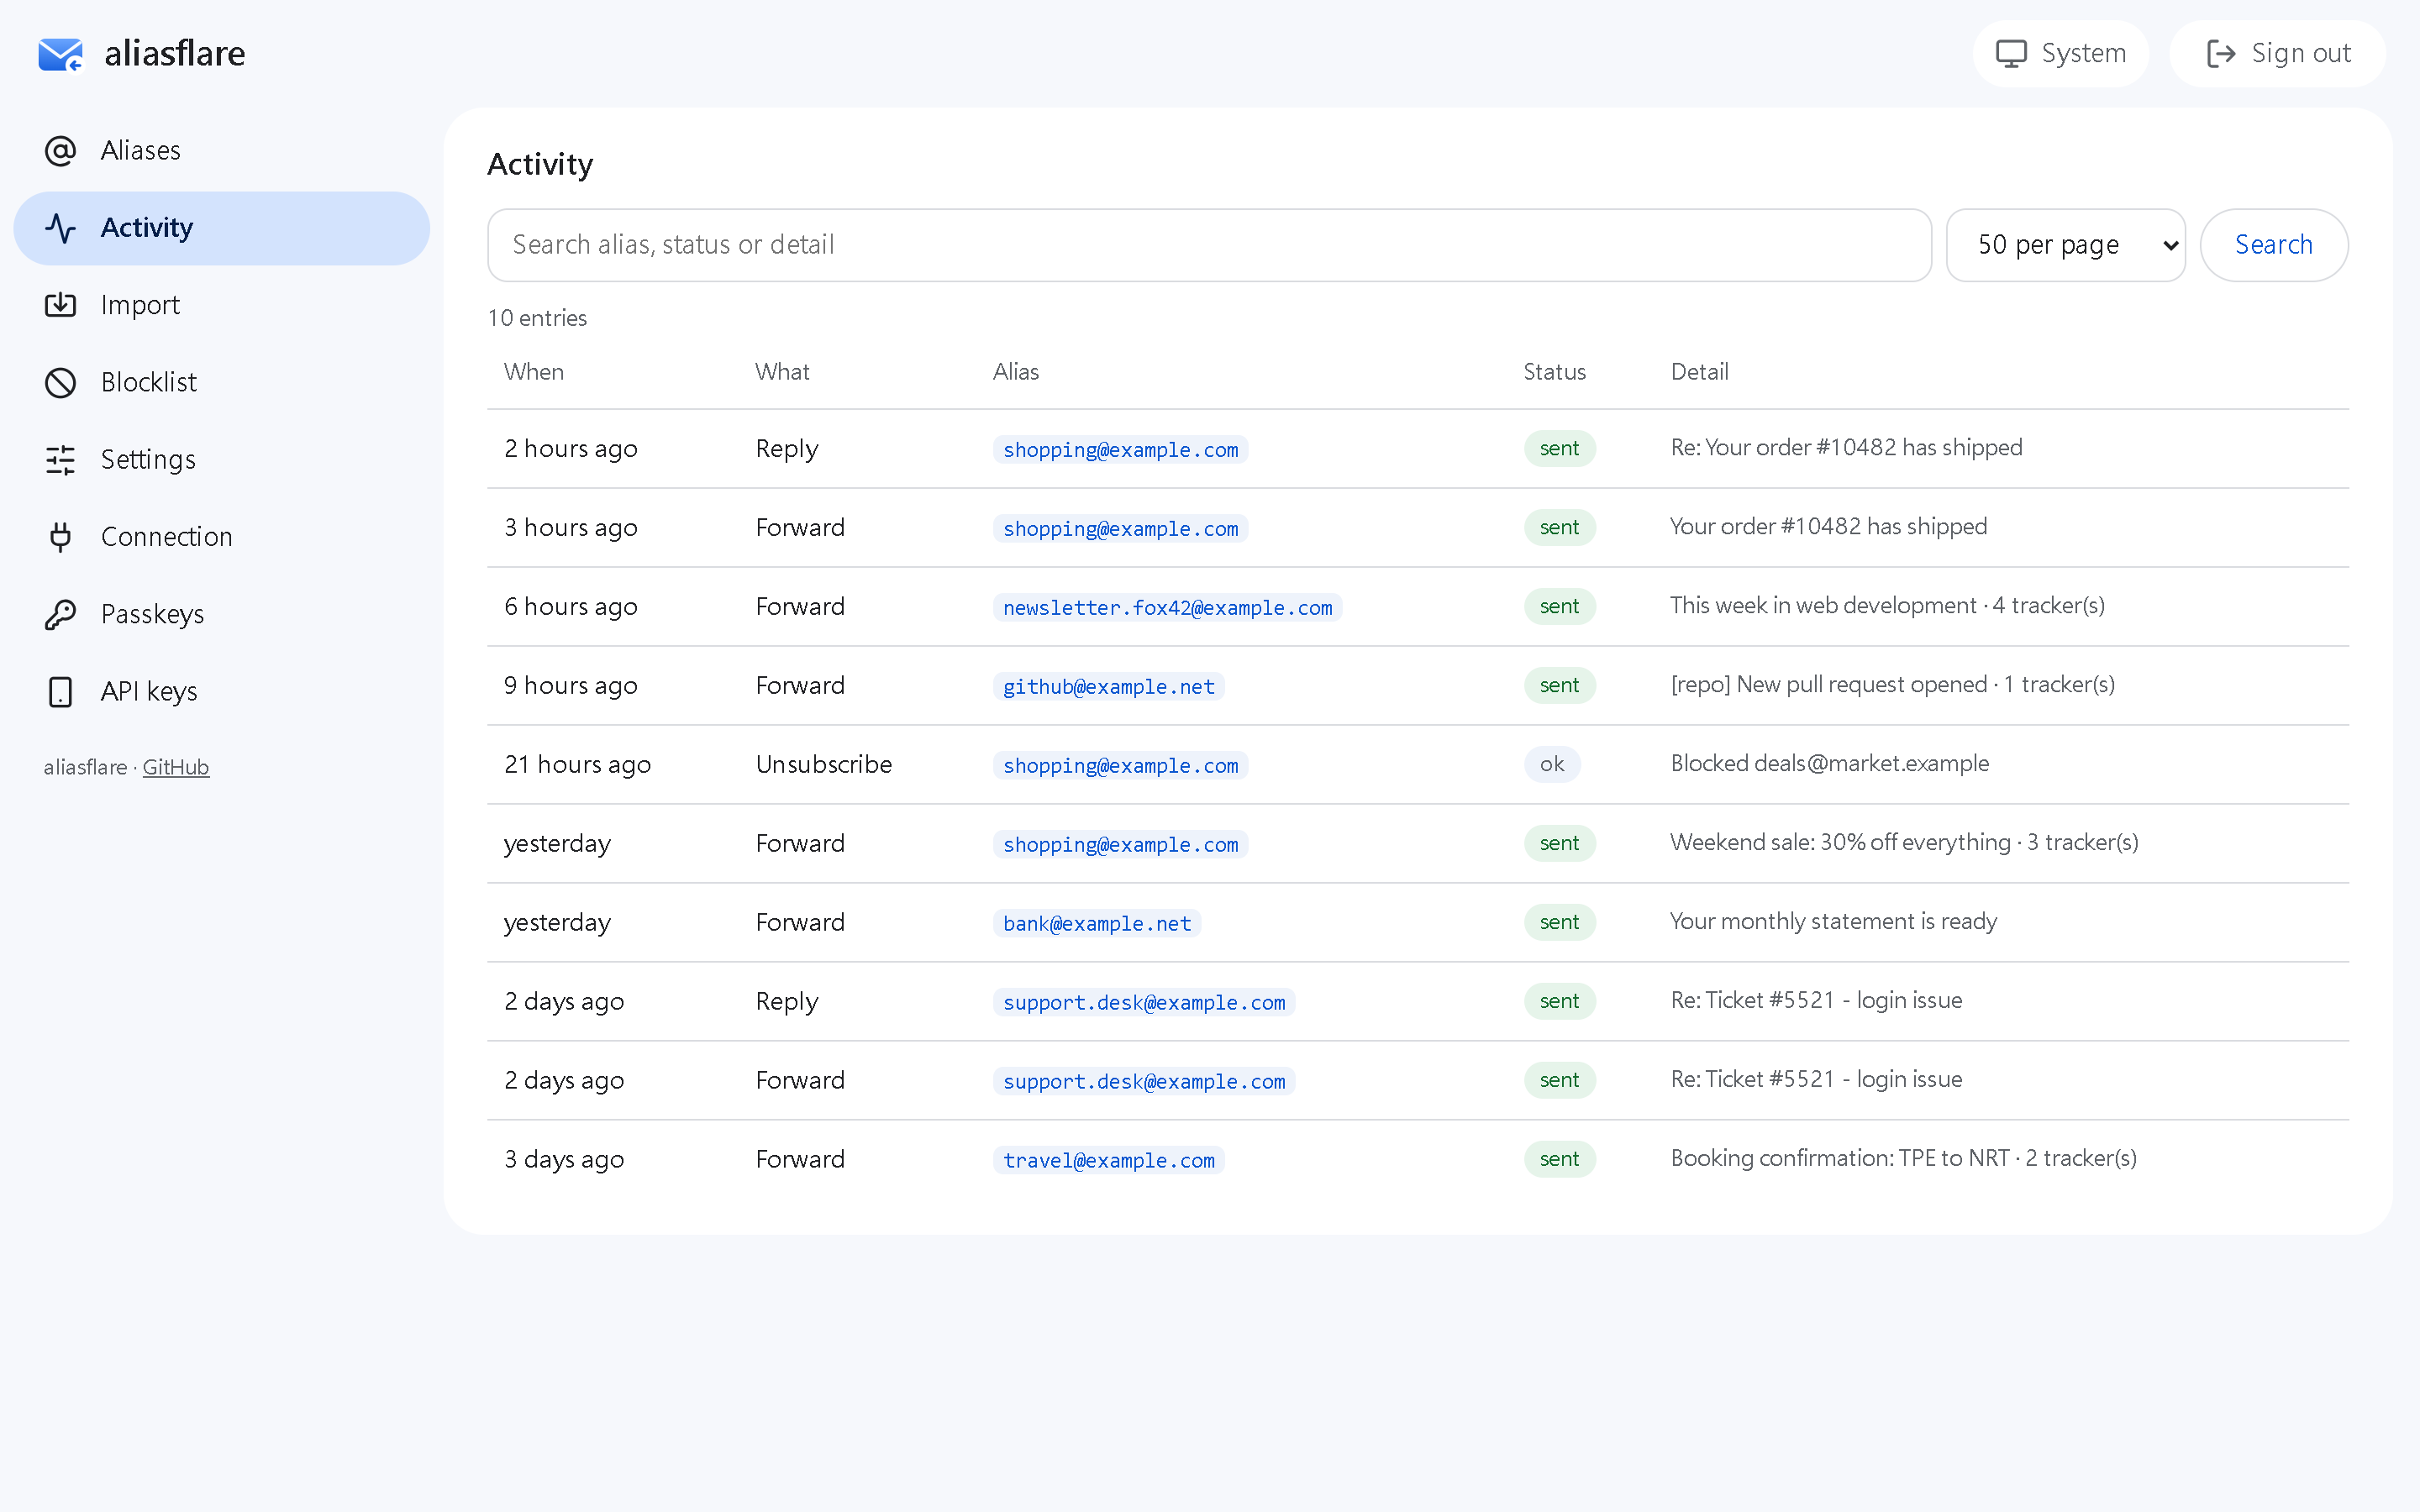 aliasflare
System
Sign out
Aliases
Activity
Import
Blocklist
Settings
Connection
Passkeys
API keys
aliasflare · GitHub
Activity
Search alias, status or detail
50 per page
Search
10 entries
When What Alias Status Detail
2 hours ago Reply shopping@example.com sent Re: Your order #10482 has shipped
3 hours ago Forward shopping@example.com sent Your order #10482 has shipped
6 hours ago Forward newsletter.fox42@example.com sent This week in web development · 4 tracker(s)
9 hours ago Forward github@example.net sent [repo] New pull request opened · 1 tracker(s)
21 hours ago Unsubscribe shopping@example.com ok Blocked deals@market.example
yesterday Forward shopping@example.com sent Weekend sale: 30% off everything · 3 tracker(s)
yesterday Forward bank@example.net sent Your monthly statement is ready
2 days ago Reply support.desk@example.com sent Re: Ticket #5521 - login issue
2 days ago Forward support.desk@example.com sent Re: Ticket #5521 - login issue
3 days ago Forward travel@example.com sent Booking confirmation: TPE to NRT · 2 tracker(s)